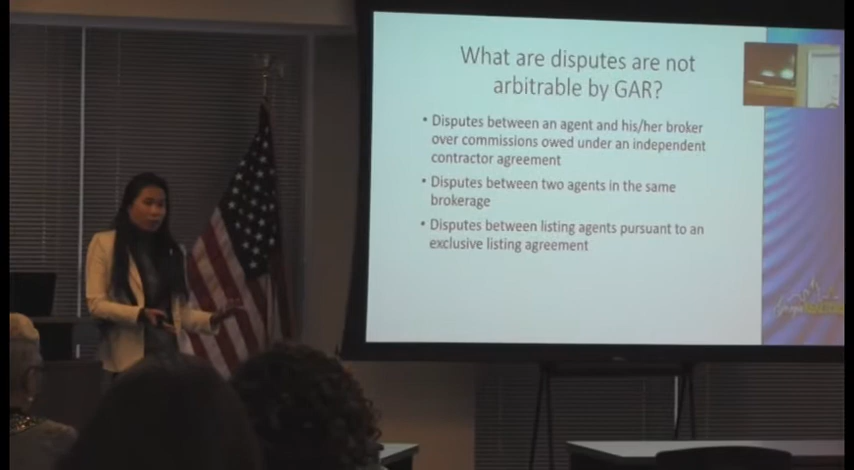 What are disputes are not
arbitrable by GAR?
• Disputes between an agent and his/her broker
over commissions owed under an independent
contractor agreement
• Disputes between two agents in the same
brokerage
• Disputes between listing agents pursuant to an
exclusive listing agreement